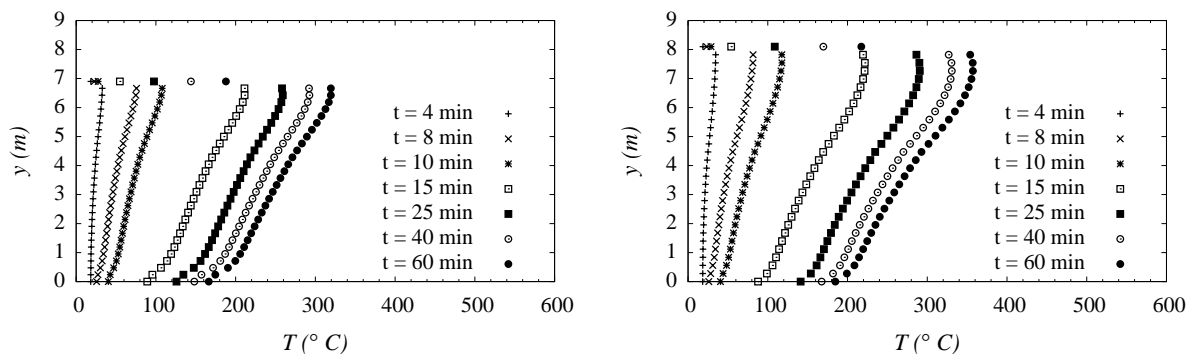 9
8
7
6
5
4
3
2
1
0
y (m)
0 100 200 300 400 500 600
T (° C)
t = 4 min
t = 8 min
t = 10 min
t = 15 min
t = 25 min
t = 40 min
t = 60 min
9
8
7
6
5
4
3
2
1
0
y (m)
0 100 200 300 400 500 600
T (° C)
t = 4 min
t = 8 min
t = 10 min
t = 15 min
t = 25 min
t = 40 min
t = 60 min